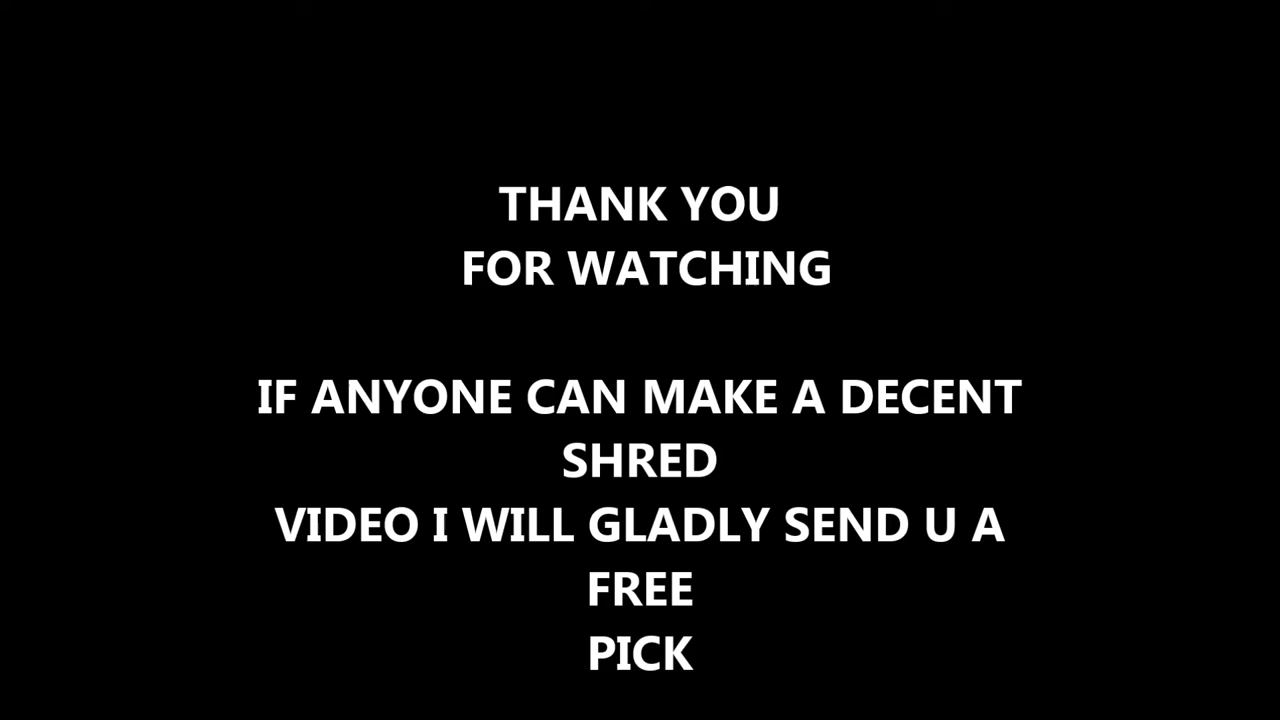 THANK YOU
FOR WATCHING
IF ANYONE CAN MAKE A DECENT
SHRED
VIDEO I WILL GLADLY SEND U A
FREE
PICK